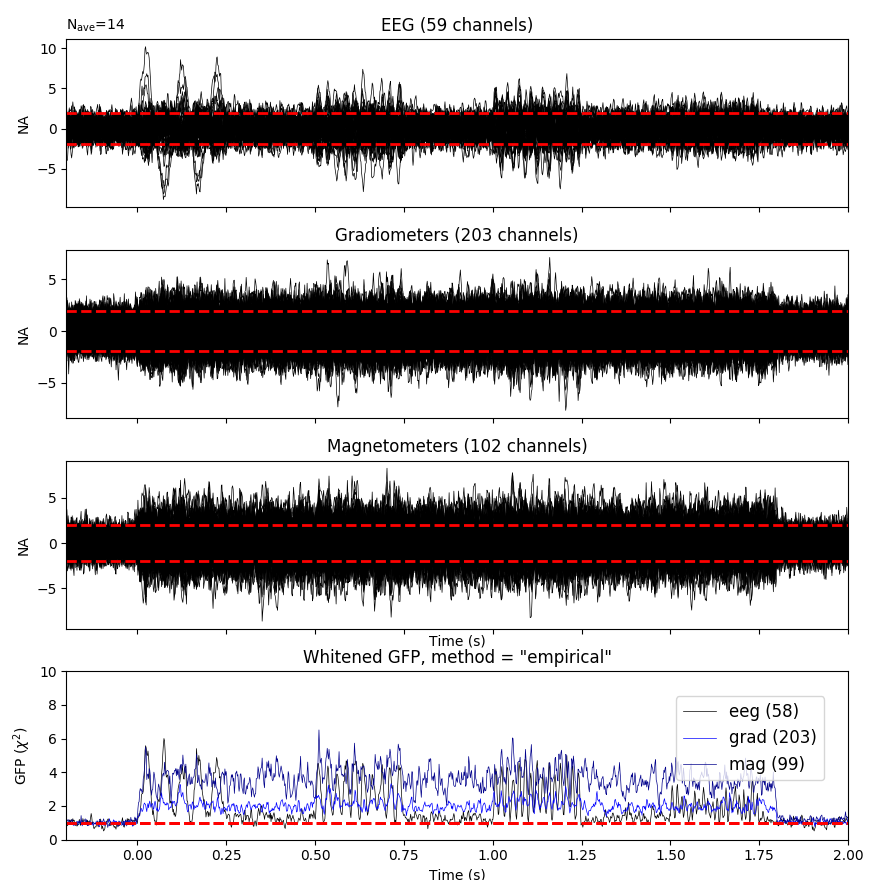 Nave=14
EEG (59 channels)
10
5
0
−5
NA
Gradiometers (203 channels)
5
0
−5
NA
Magnetometers (102 channels)
5
0
−5
NA
Time (s)
Whitened GFP, method = "empirical"
10
8
6
4
2
0
GFP (χ²)
eeg (58)
grad (203)
mag (99)
0.00 0.25 0.50 0.75 1.00 1.25 1.50 1.75 2.00
Time (s)